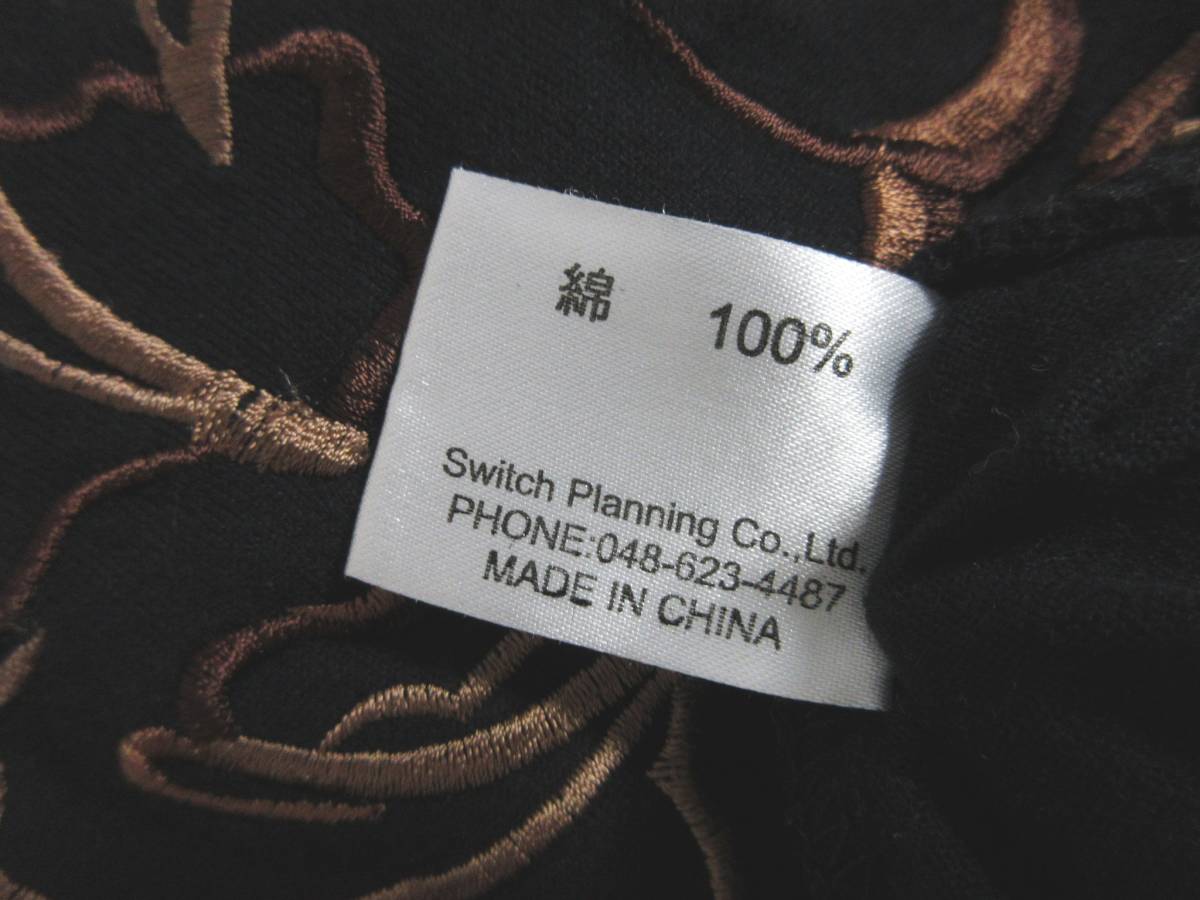 綿 100%
Switch Planning Co.,Ltd.
PHONE:048-623-4487
MADE IN CHINA